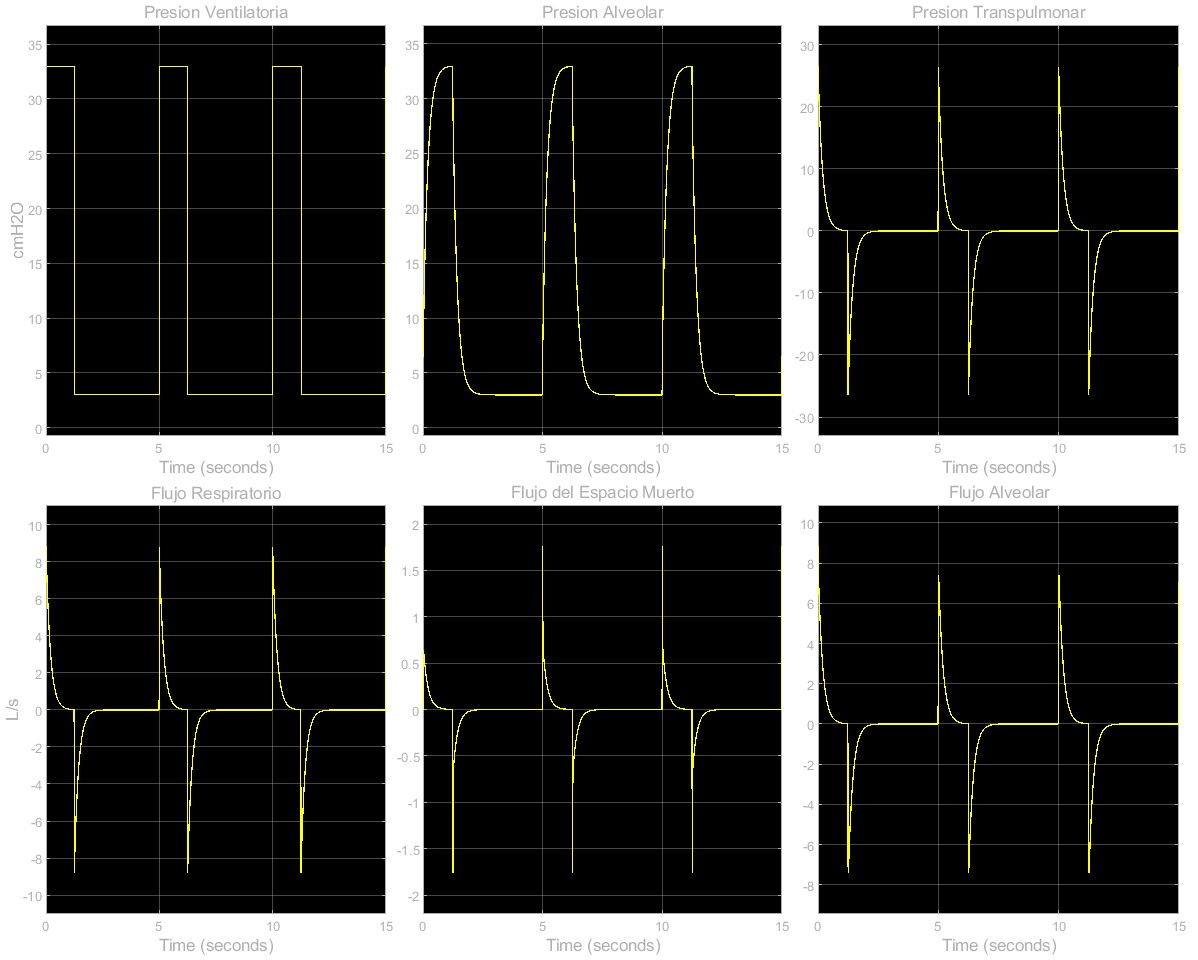 Presion Ventilatoria
35
30
25
20
15
10
5
0
cmH2O
0 5 10 15
Time (seconds)
Presion Alveolar
35
30
25
20
15
10
5
0
0 5 10 15
Time (seconds)
Presion Transpulmonar
30
20
10
0
-10
-20
-30
0 5 10 15
Time (seconds)
Flujo Respiratorio
10
8
6
4
2
0
-2
-4
-6
-8
-10
L/s
0 5 10 15
Time (seconds)
Flujo del Espacio Muerto
2
1.5
1
0.5
0
-0.5
-1
-1.5
-2
0 5 10 15
Time (seconds)
Flujo Alveolar
10
8
6
4
2
0
-2
-4
-6
-8
0 5 10 15
Time (seconds)